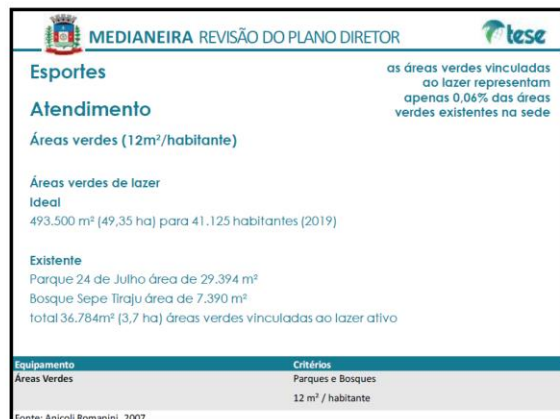 MEDIANEIRA REVISÃO DO PLANO DIRETOR
tese
Esportes
as áreas verdes vinculadas
ao lazer representam
apenas 0,06% das áreas
verdes existentes na sede
Atendimento
Áreas verdes (12m²/habitante)
Áreas verdes de lazer
Ideal
493.500 m² (49,35 ha) para 41.125 habitantes (2019)
Existente
Parque 24 de Julho área de 29.394 m²
Bosque Sepe Tiraju área de 7.390 m²
total 36.784m² (3,7 ha) áreas verdes vinculadas ao lazer ativo
Equipamento Critérios
Áreas Verdes Parques e Bosques
12 m² / habitante
Fonte: Anicoli Romanini, 2007